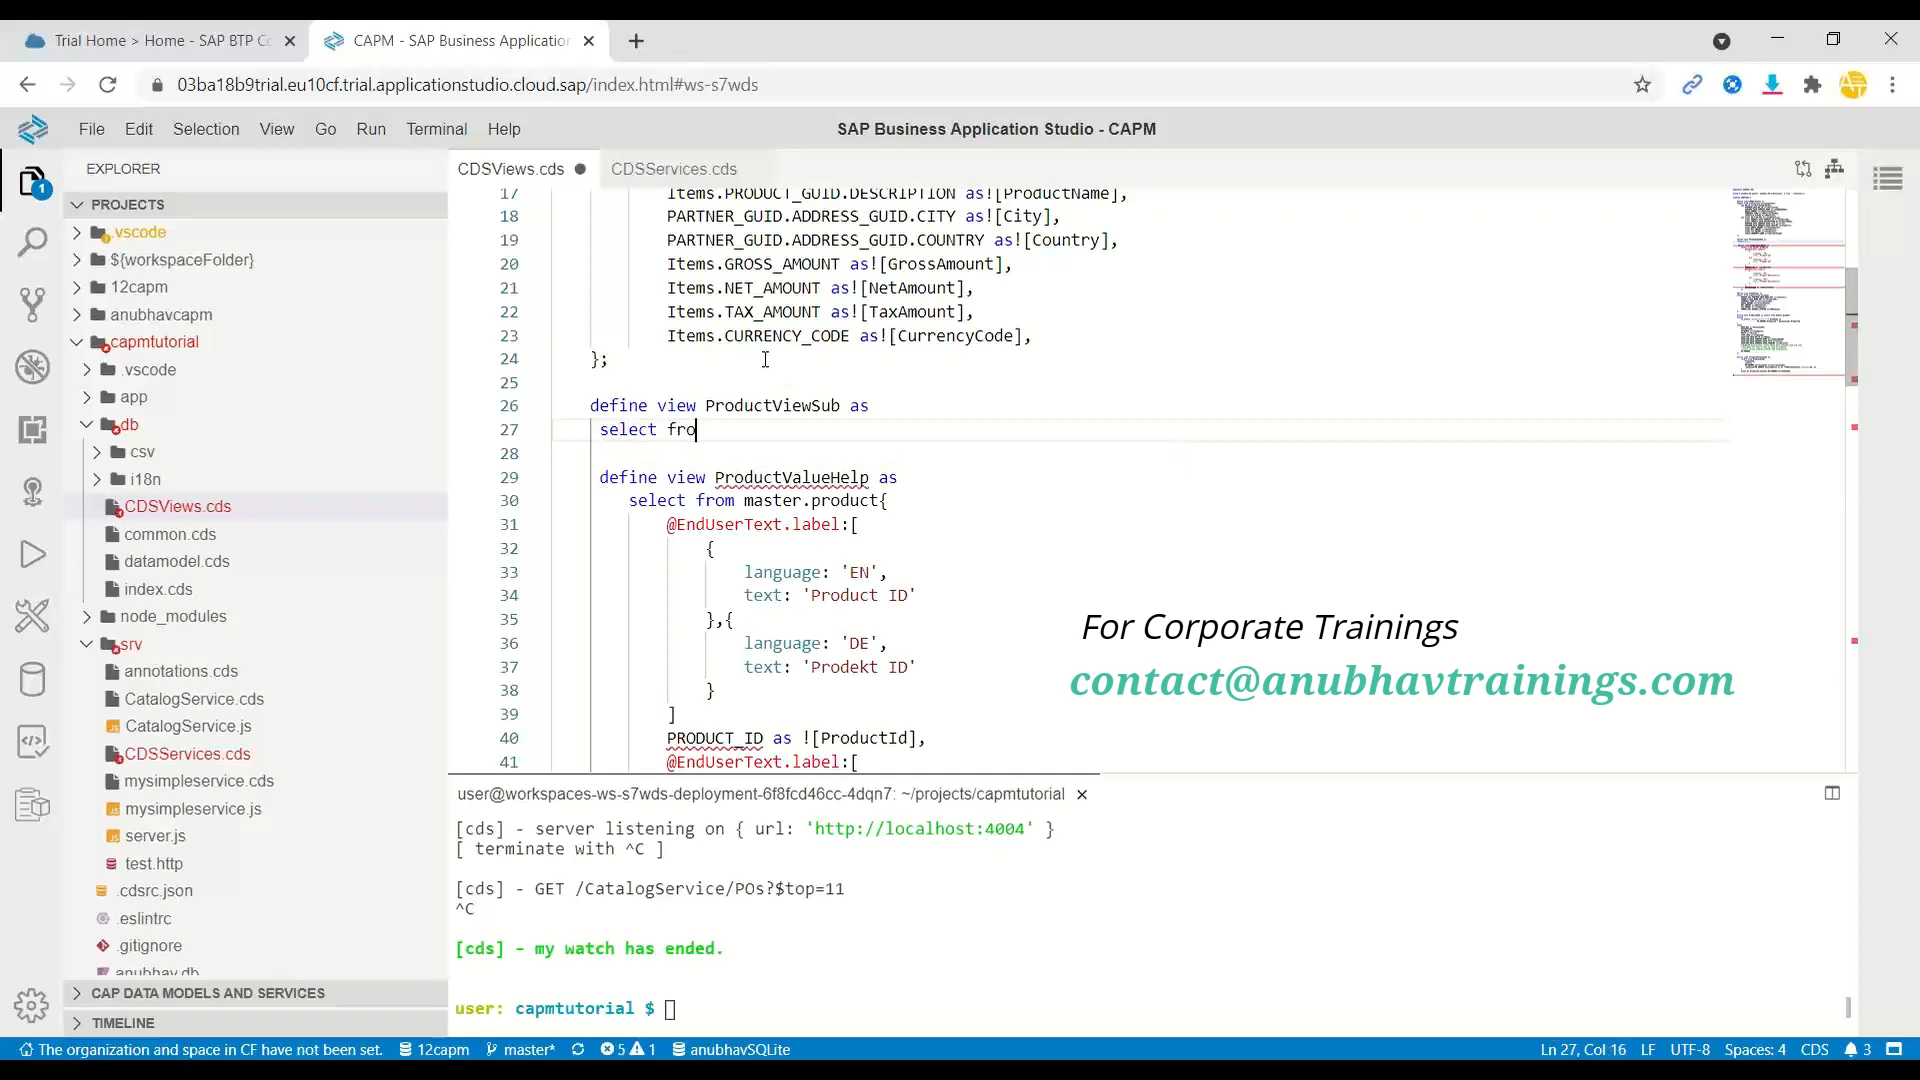 Trial Home > Home - SAP BTP Co
CAPM - SAP Business Application
03ba18b9trial.eu10cf.trial.applicationstudio.cloud.sap/index.html#ws-s7wds
File Edit Selection View Go Run Terminal Help
SAP Business Application Studio - CAPM
EXPLORER
PROJECTS
.vscode
${workspaceFolder}
12capm
anubhavcapm
capmtutorial
.vscode
app
db
csv
i18n
CDSViews.cds
common.cds
datamodel.cds
index.cds
node_modules
srv
annotations.cds
CatalogService.cds
CatalogService.js
CDSServices.cds
mysimpleservice.cds
mysimpleservice.js
server.js
test.http
.cdsrc.json
.eslintrc
.gitignore
anubhav.db
CAP DATA MODELS AND SERVICES
TIMELINE
CDSViews.cds CDSServices.cds
17 Items.PRODUCT_GUID.DESCRIPTION as![ProductName],
18 PARTNER_GUID.ADDRESS_GUID.CITY as![City],
19 PARTNER_GUID.ADDRESS_GUID.COUNTRY as![Country],
20 Items.GROSS_AMOUNT as![GrossAmount],
21 Items.NET_AMOUNT as![NetAmount],
22 Items.TAX_AMOUNT as![TaxAmount],
23 Items.CURRENCY_CODE as![CurrencyCode],
24 };
25
26 define view ProductViewSub as
27 select fro
28
29 define view ProductValueHelp as
30 select from master.product{
31 @EndUserText.label:[
32 {
33 language: 'EN',
34 text: 'Product ID'
35 },{
36 language: 'DE',
37 text: 'Prodekt ID'
38 }
39 ]
40 PRODUCT_ID as ![ProductId],
41 @EndUserText.label:[
For Corporate Trainings
contact@anubhavtrainings.com
user@workspaces-ws-s7wds-deployment-6f8fcd46cc-4dqn7: ~/projects/capmtutorial
[cds] - server listening on { url: 'http://localhost:4004' }
[ terminate with ^C ]
[cds] - GET /CatalogService/POs?$top=11
^C
[cds] - my watch has ended.
user: capmtutorial $
The organization and space in CF have not been set. 12capm master* 5 1 anubhavSQLite
Ln 27, Col 16 LF UTF-8 Spaces: 4 CDS 3